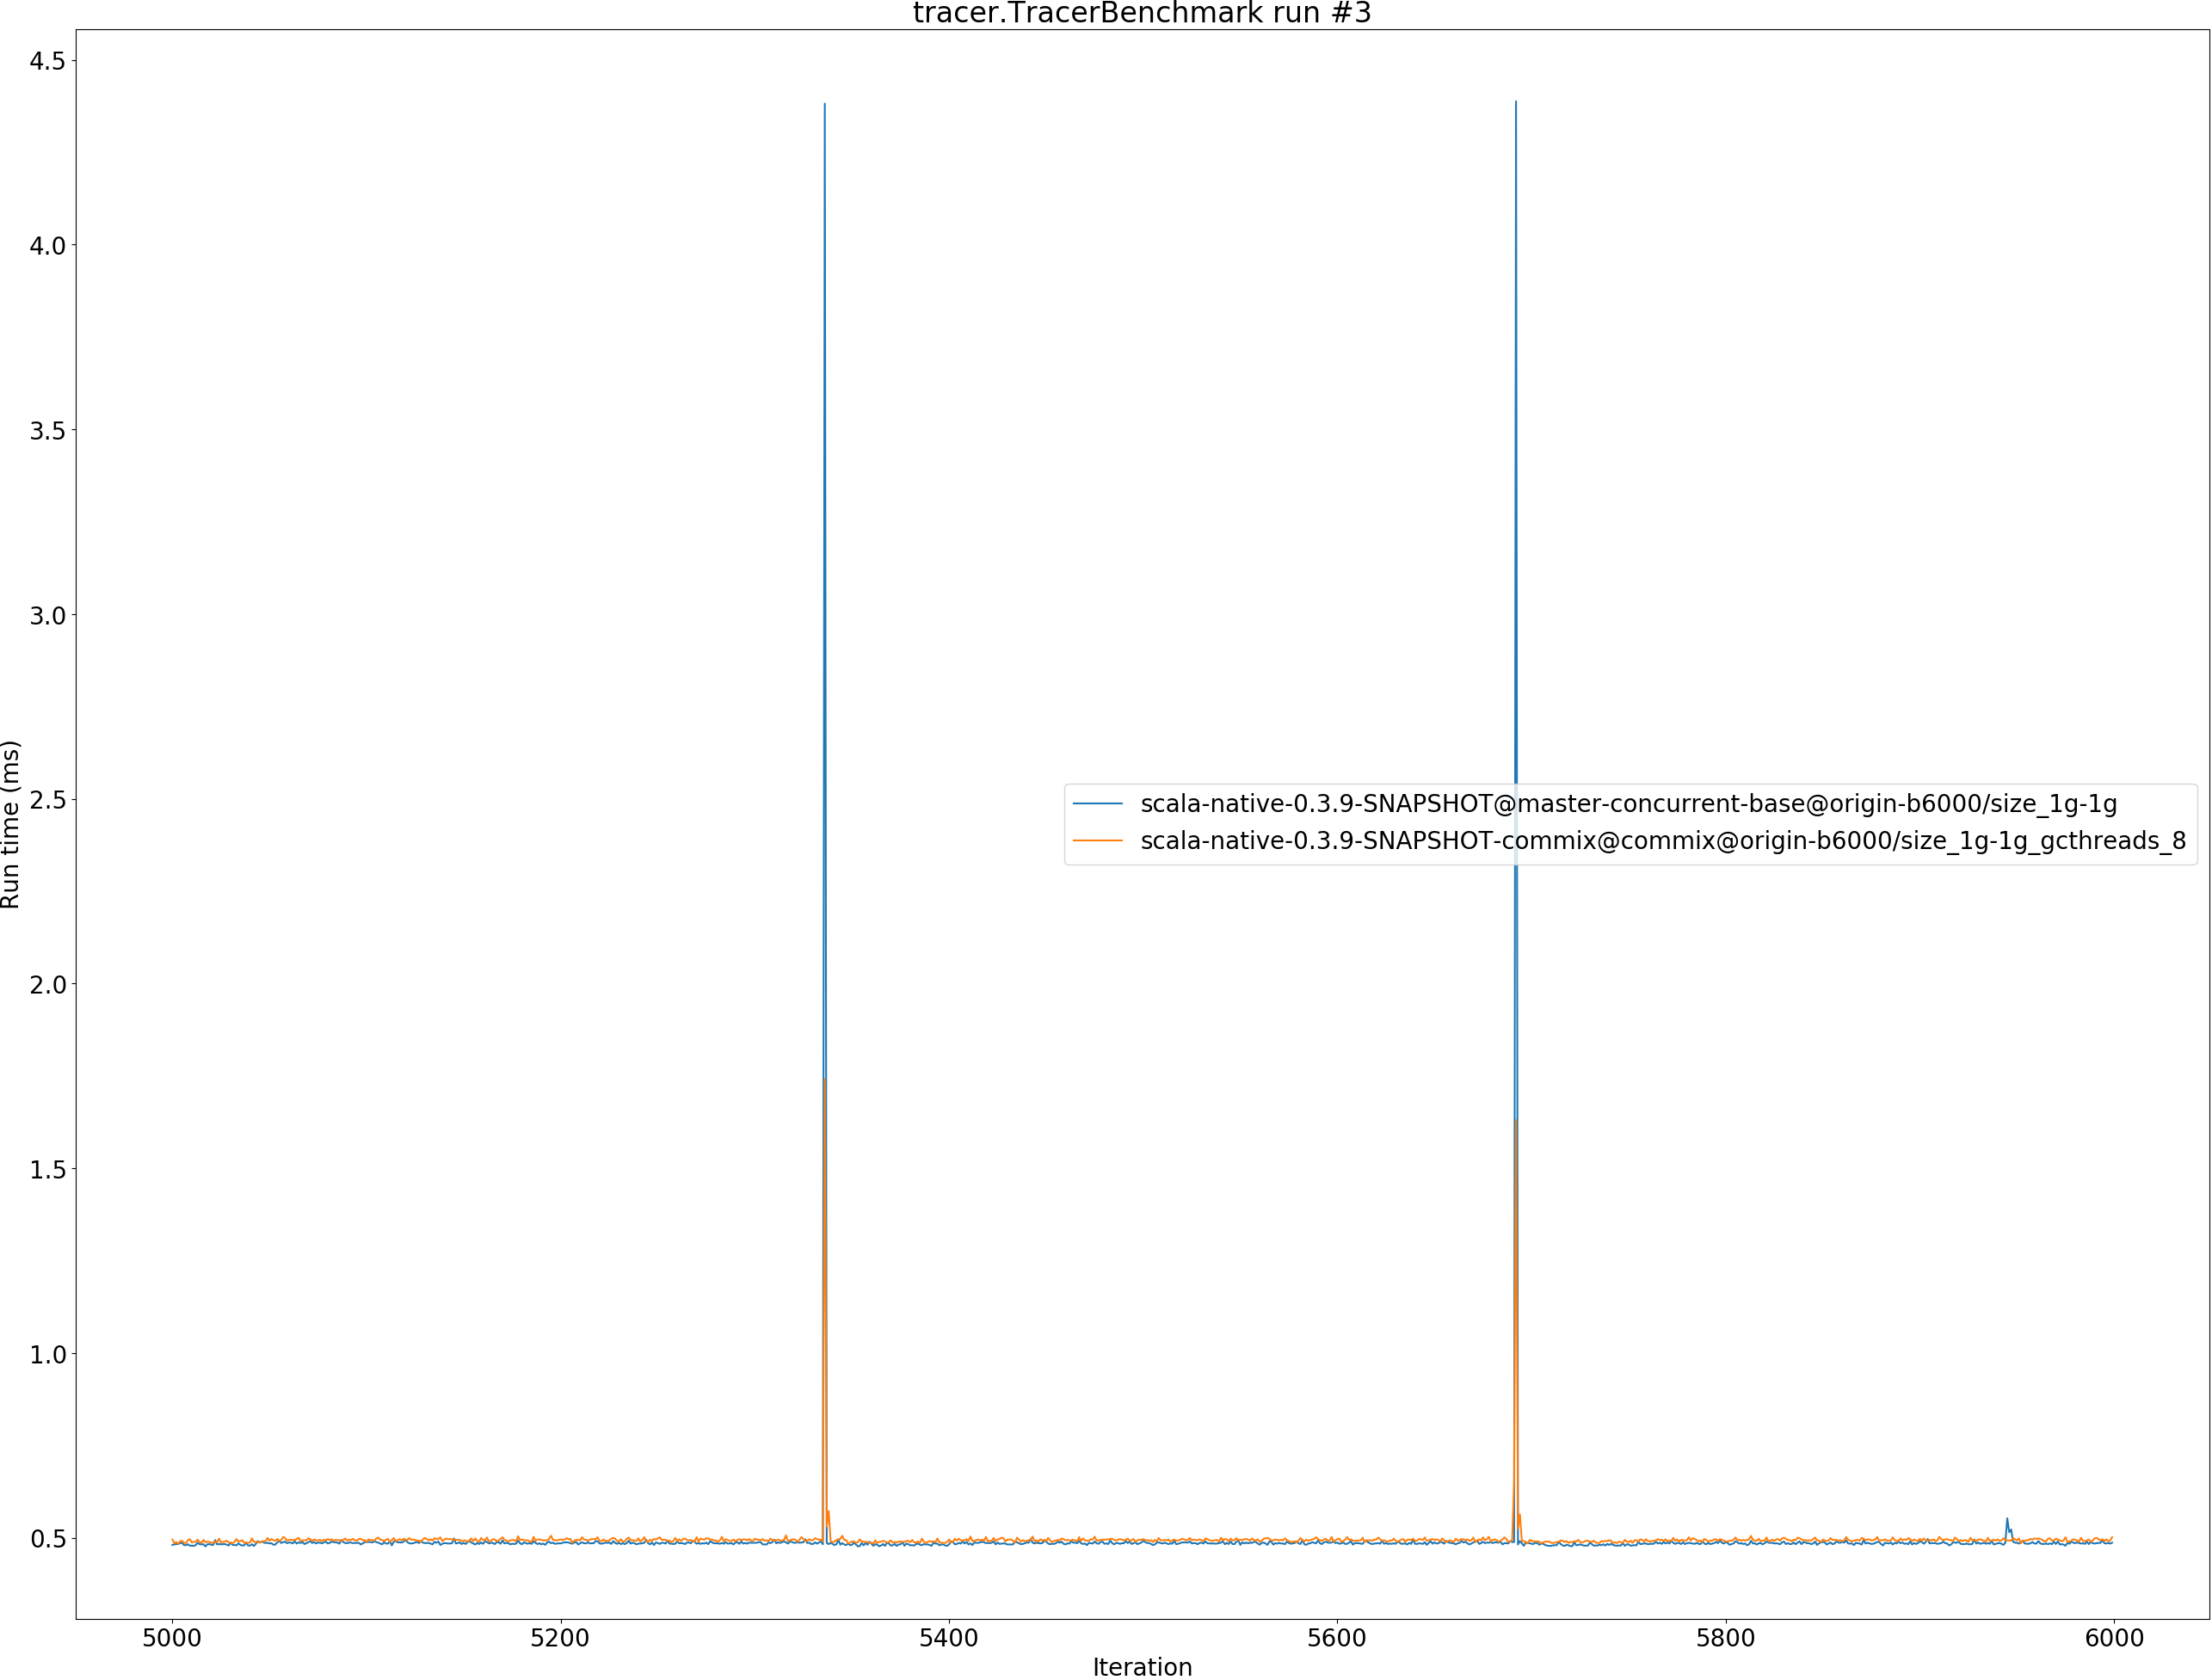 tracer.TracerBenchmark run #3
Run time (ms)
4.5
4.0
3.5
3.0
2.5
2.0
1.5
1.0
0.5
scala-native-0.3.9-SNAPSHOT@master-concurrent-base@origin-b6000/size_1g-1g
scala-native-0.3.9-SNAPSHOT-commix@commix@origin-b6000/size_1g-1g_gcthreads_8
5000 5200 5400 5600 5800 6000
Iteration